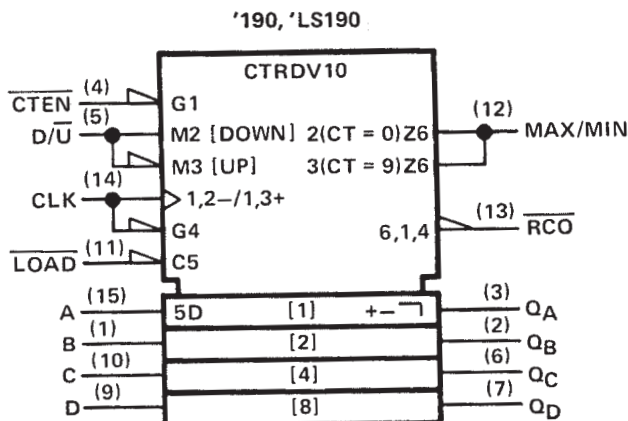 '190, 'LS190
CTRDV10
CTEN (4) G1
D/U (5) M2 [DOWN] 2(CT = 0)Z6 (12) MAX/MIN
M3 [UP] 3(CT = 9)Z6
CLK (14) 1,2−/1,3+
G4 6,1,4 (13) RCO
LOAD (11) C5
A (15) 5D [1] +− (3) QA
B (1) [2] (2) QB
C (10) [4] (6) QC
D (9) [8] (7) QD